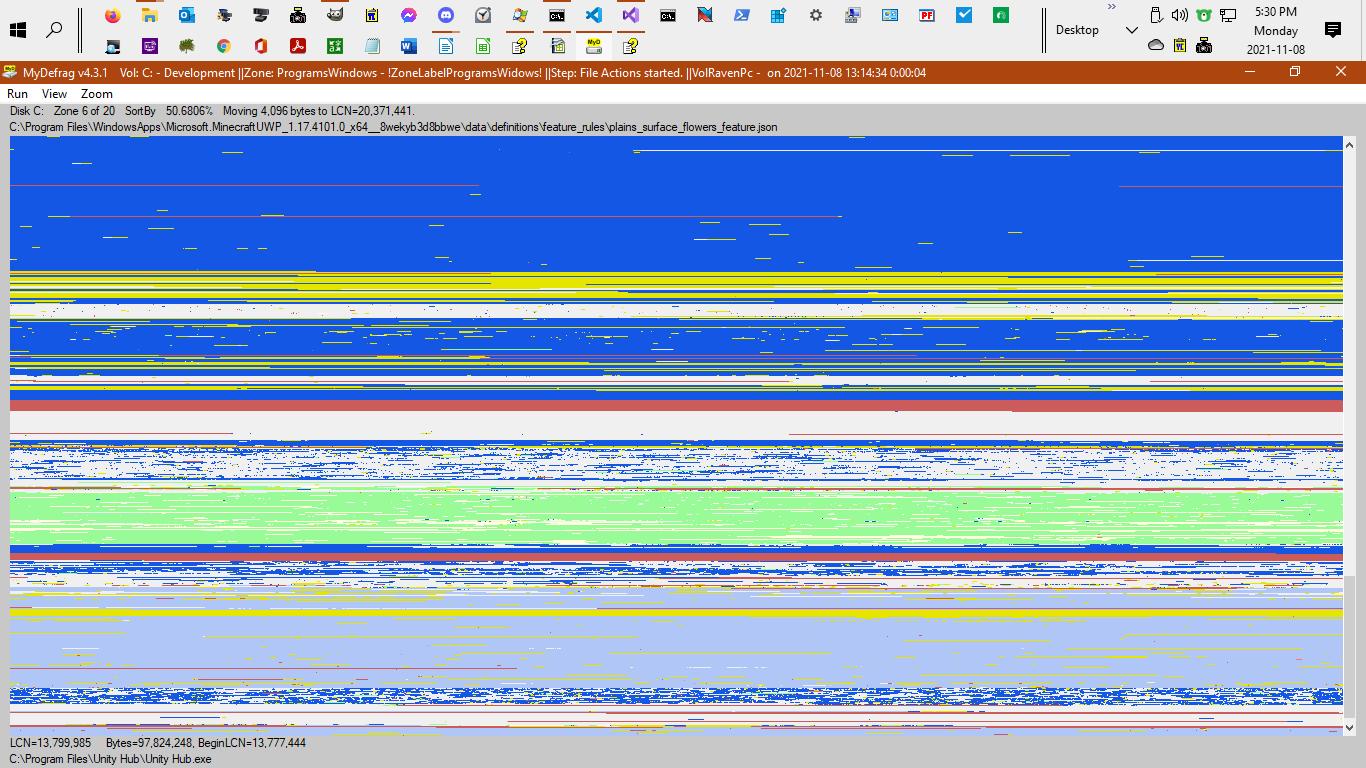 Desktop
5:30 PM
Monday
2021-11-08
MyDefrag v4.3.1 Vol: C: - Development ||Zone: ProgramsWindows - !ZoneLabelProgramsWidows! ||Step: File Actions started. ||VolRavenPc - on 2021-11-08 13:14:34 0:00:04
Run View Zoom
Disk C: Zone 6 of 20 SortBy 50.6806% Moving 4,096 bytes to LCN=20,371,441.
C:\Program Files\WindowsApps\Microsoft.MinecraftUWP_1.17.4101.0_x64__8wekyb3d8bbwe\data\definitions\feature_rules\plains_surface_flowers_feature.json
LCN=13,799,985 Bytes=97,824,248, BeginLCN=13,777,444
C:\Program Files\Unity Hub\Unity Hub.exe